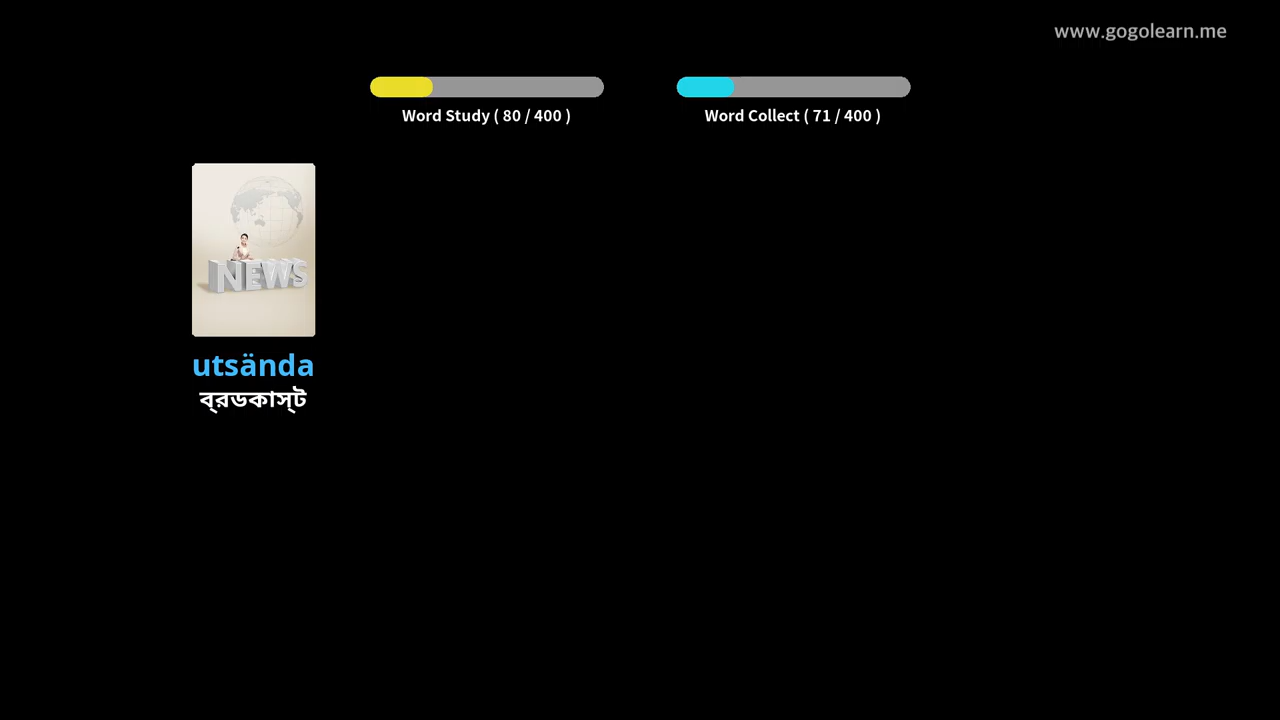 www.gogolearn.me
Word Study ( 80 / 400 )
Word Collect ( 71 / 400 )
NEWS
utsända
ব্রডকাস্ট